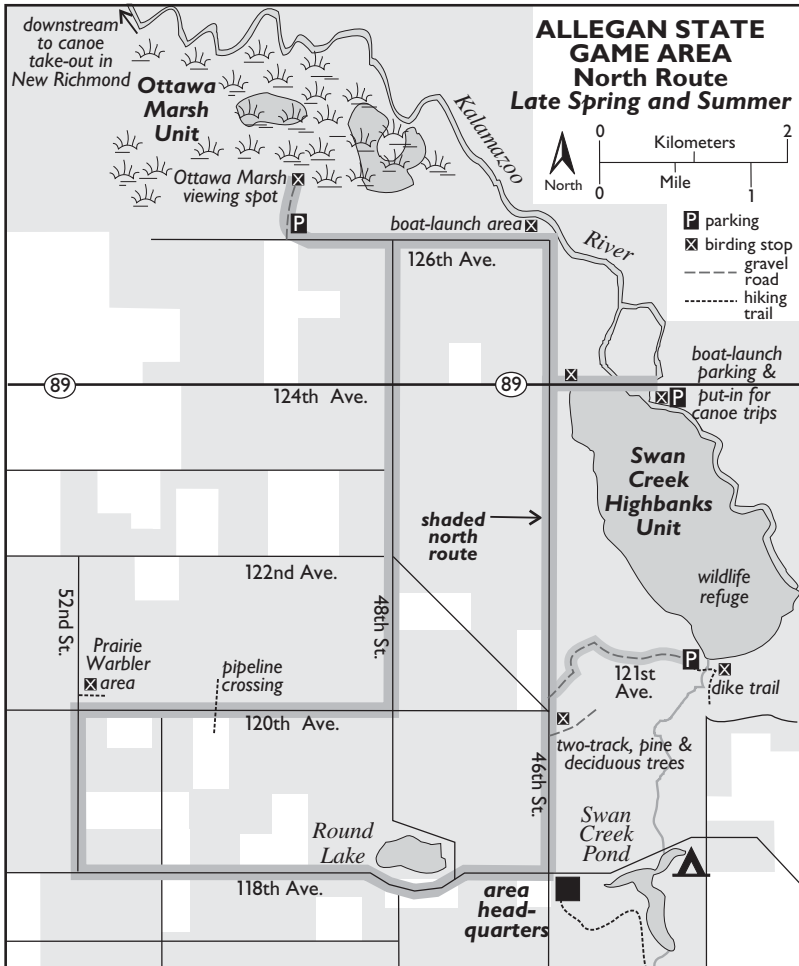 downstream
to canoe
take-out in
New Richmond
ALLEGAN STATE
GAME AREA
North Route
Late Spring and Summer
Ottawa
Marsh
Unit
Kalamazoo
River
0
Kilometers
2
North
0
Mile
1
P parking
birding stop
gravel
road
hiking
trail
Ottawa Marsh
viewing spot
P
boat-launch area
126th Ave.
boat-launch
parking &
put-in for
canoe trips
P
89
89
124th Ave.
Swan
Creek
Highbanks
Unit
wildlife
refuge
shaded
north
route
122nd Ave.
52nd St.
48th St.
Prairie
Warbler
area
pipeline
crossing
P
121st
Ave.
dike trail
120th Ave.
46th St.
two-track, pine &
deciduous trees
Round
Lake
Swan
Creek
Pond
118th Ave.
area
head-
quarters